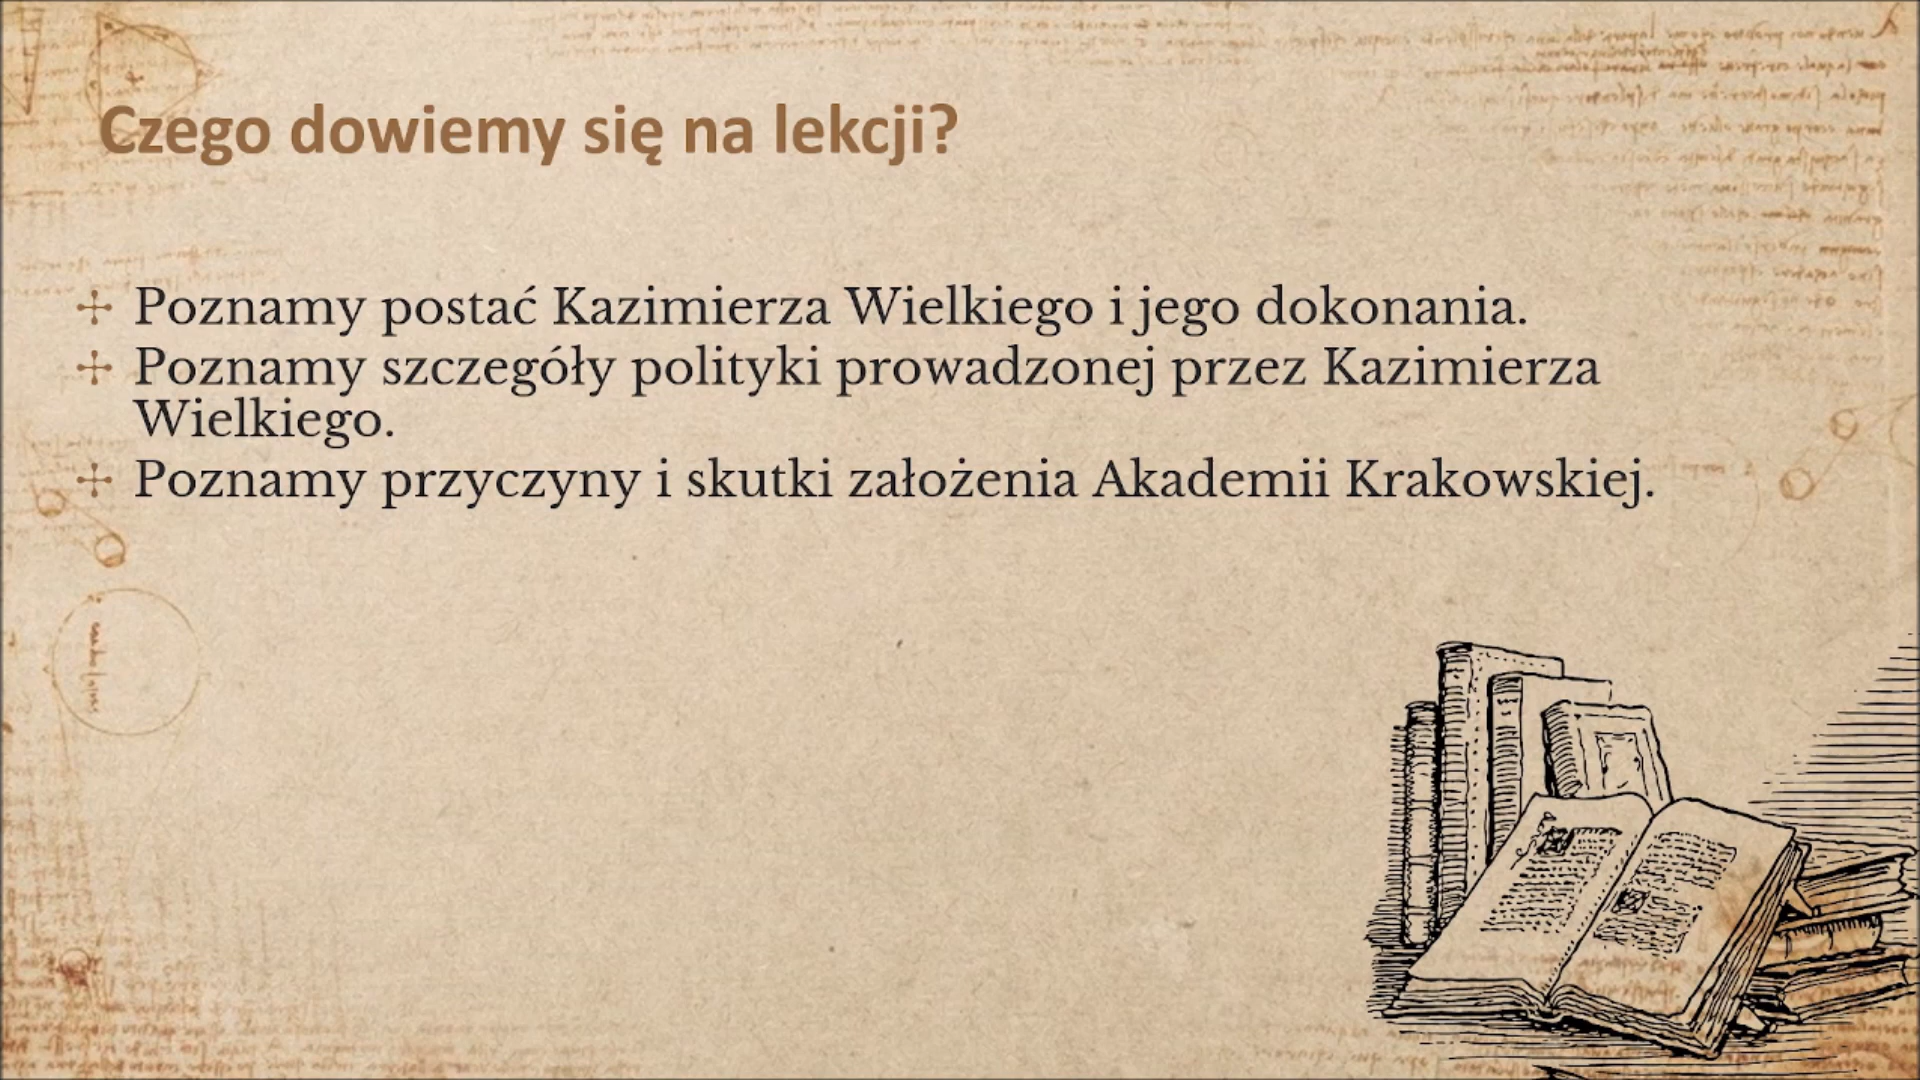 Czego dowiemy się na lekcji?
Poznamy postać Kazimierza Wielkiego i jego dokonania.
Poznamy szczegóły polityki prowadzonej przez Kazimierza
Wielkiego.
Poznamy przyczyny i skutki założenia Akademii Krakowskiej.